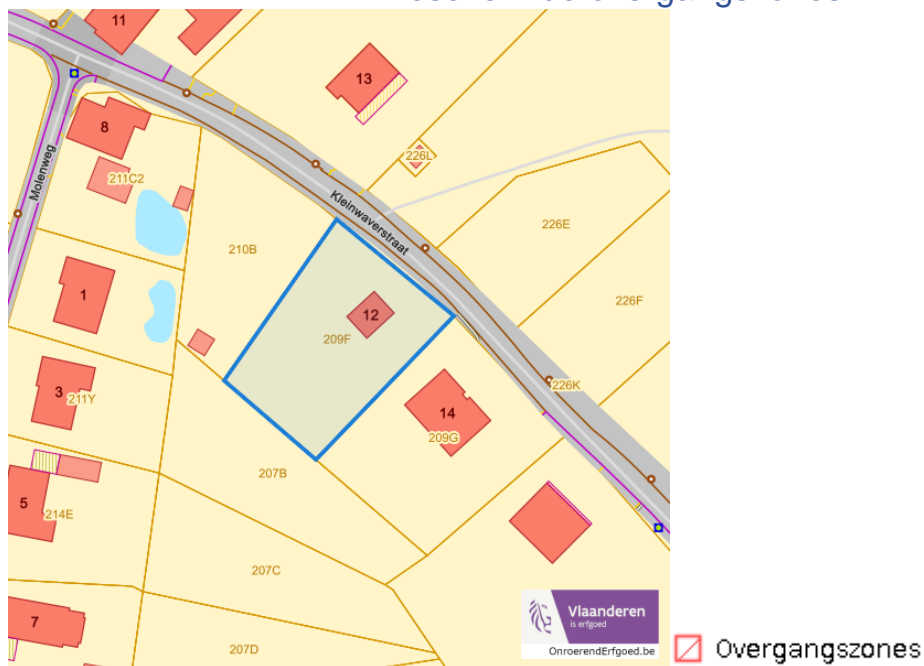 11
13
8
226L
Molenweg
211C2
Kleinwaverstraat
210B
226E
1
12
226F
209F
3
211Y
226K
14
209G
207B
5
214E
207C
7
207D
Vlaanderen
is erfgoed
OnroerendErfgoed.be
Overgangszones